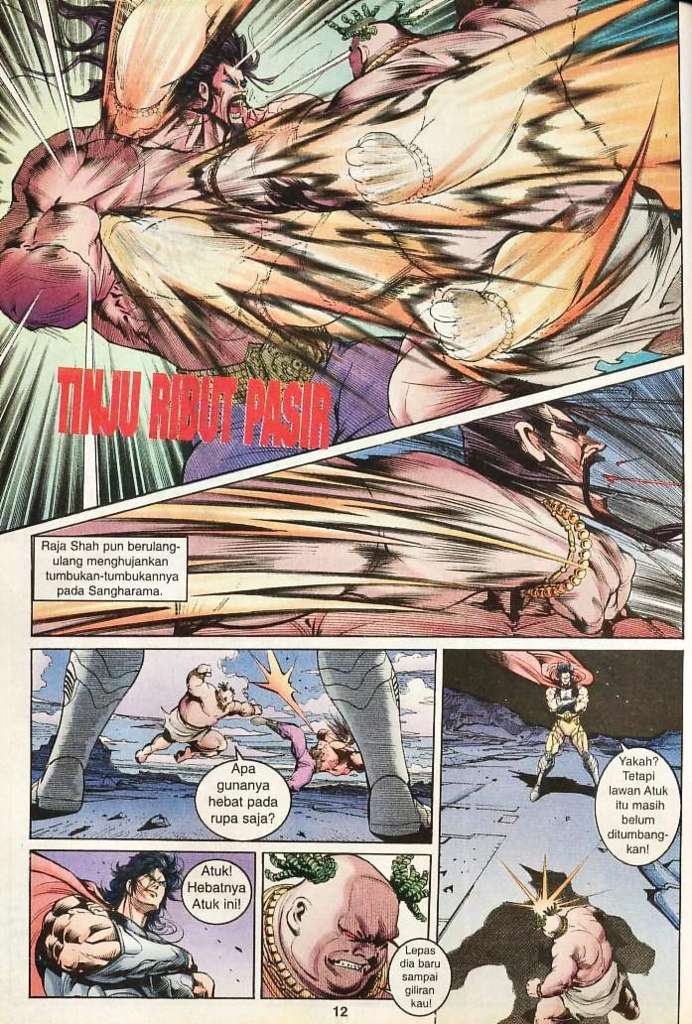 TINJU RIBUT PASIR
Raja Shah pun berulang-
ulang menghujankan
tumbukan-tumbukannya
pada Sangharama.
Apa
gunanya
hebat pada
rupa saja?
Yakah?
Tetapi
lawan Atuk
itu masih
belum
ditumbang-
kan!
Atuk!
Hebatnya
Atuk ini!
Lepas
dia baru
sampai
giliran
kau!
12